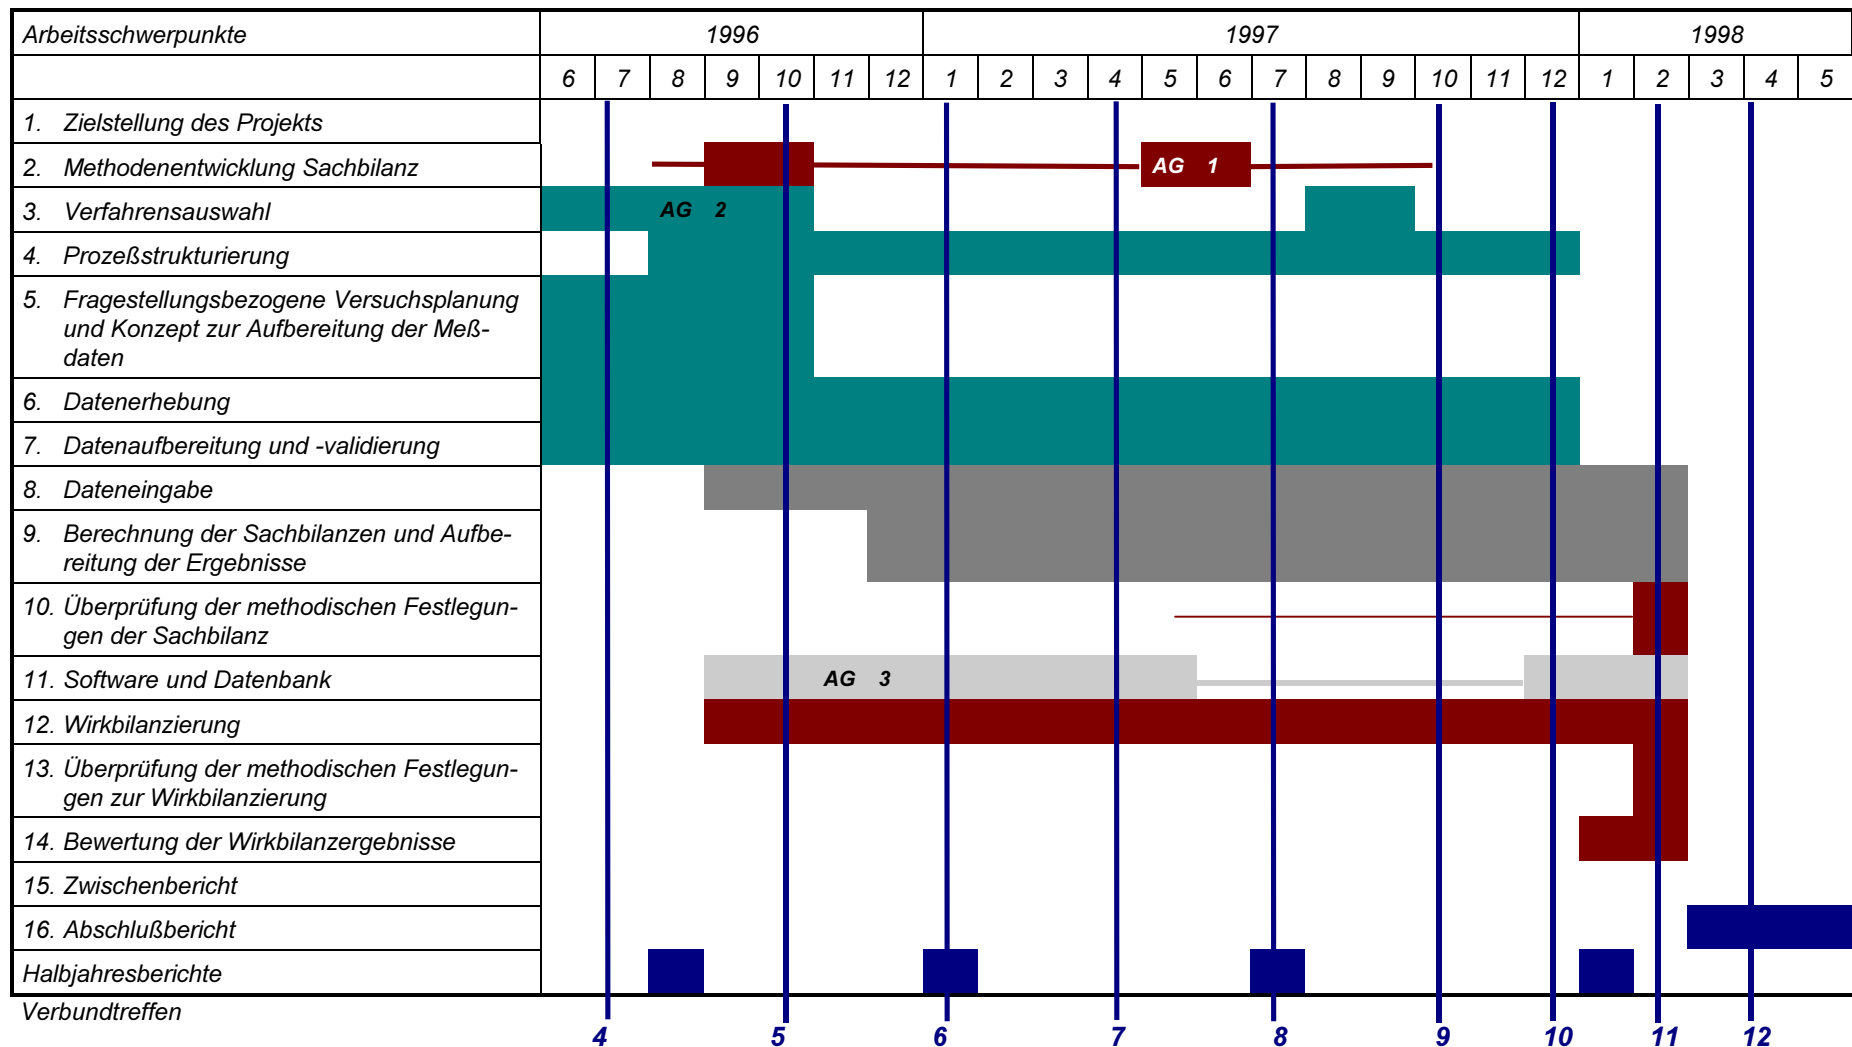 Arbeitsschwerpunkte 1996 1997 1998
6 7 8 9 10 11 12 1 2 3 4 5 6 7 8 9 10 11 12 1 2 3 4 5
1. Zielstellung des Projekts
2. Methodenentwicklung Sachbilanz AG 1
3. Verfahrensauswahl AG 2
4. Prozeßstrukturierung
5. Fragestellungsbezogene Versuchsplanung
und Konzept zur Aufbereitung der Meß-
daten
6. Datenerhebung
7. Datenaufbereitung und -validierung
8. Dateneingabe
9. Berechnung der Sachbilanzen und Aufbe-
reitung der Ergebnisse
10. Überprüfung der methodischen Festlegun-
gen der Sachbilanz
11. Software und Datenbank AG 3
12. Wirkbilanzierung
13. Überprüfung der methodischen Festlegun-
gen zur Wirkbilanzierung
14. Bewertung der Wirkbilanzergebnisse
15. Zwischenbericht
16. Abschlußbericht
Halbjahresberichte
Verbundtreffen
4 5 6 7 8 9 10 11 12